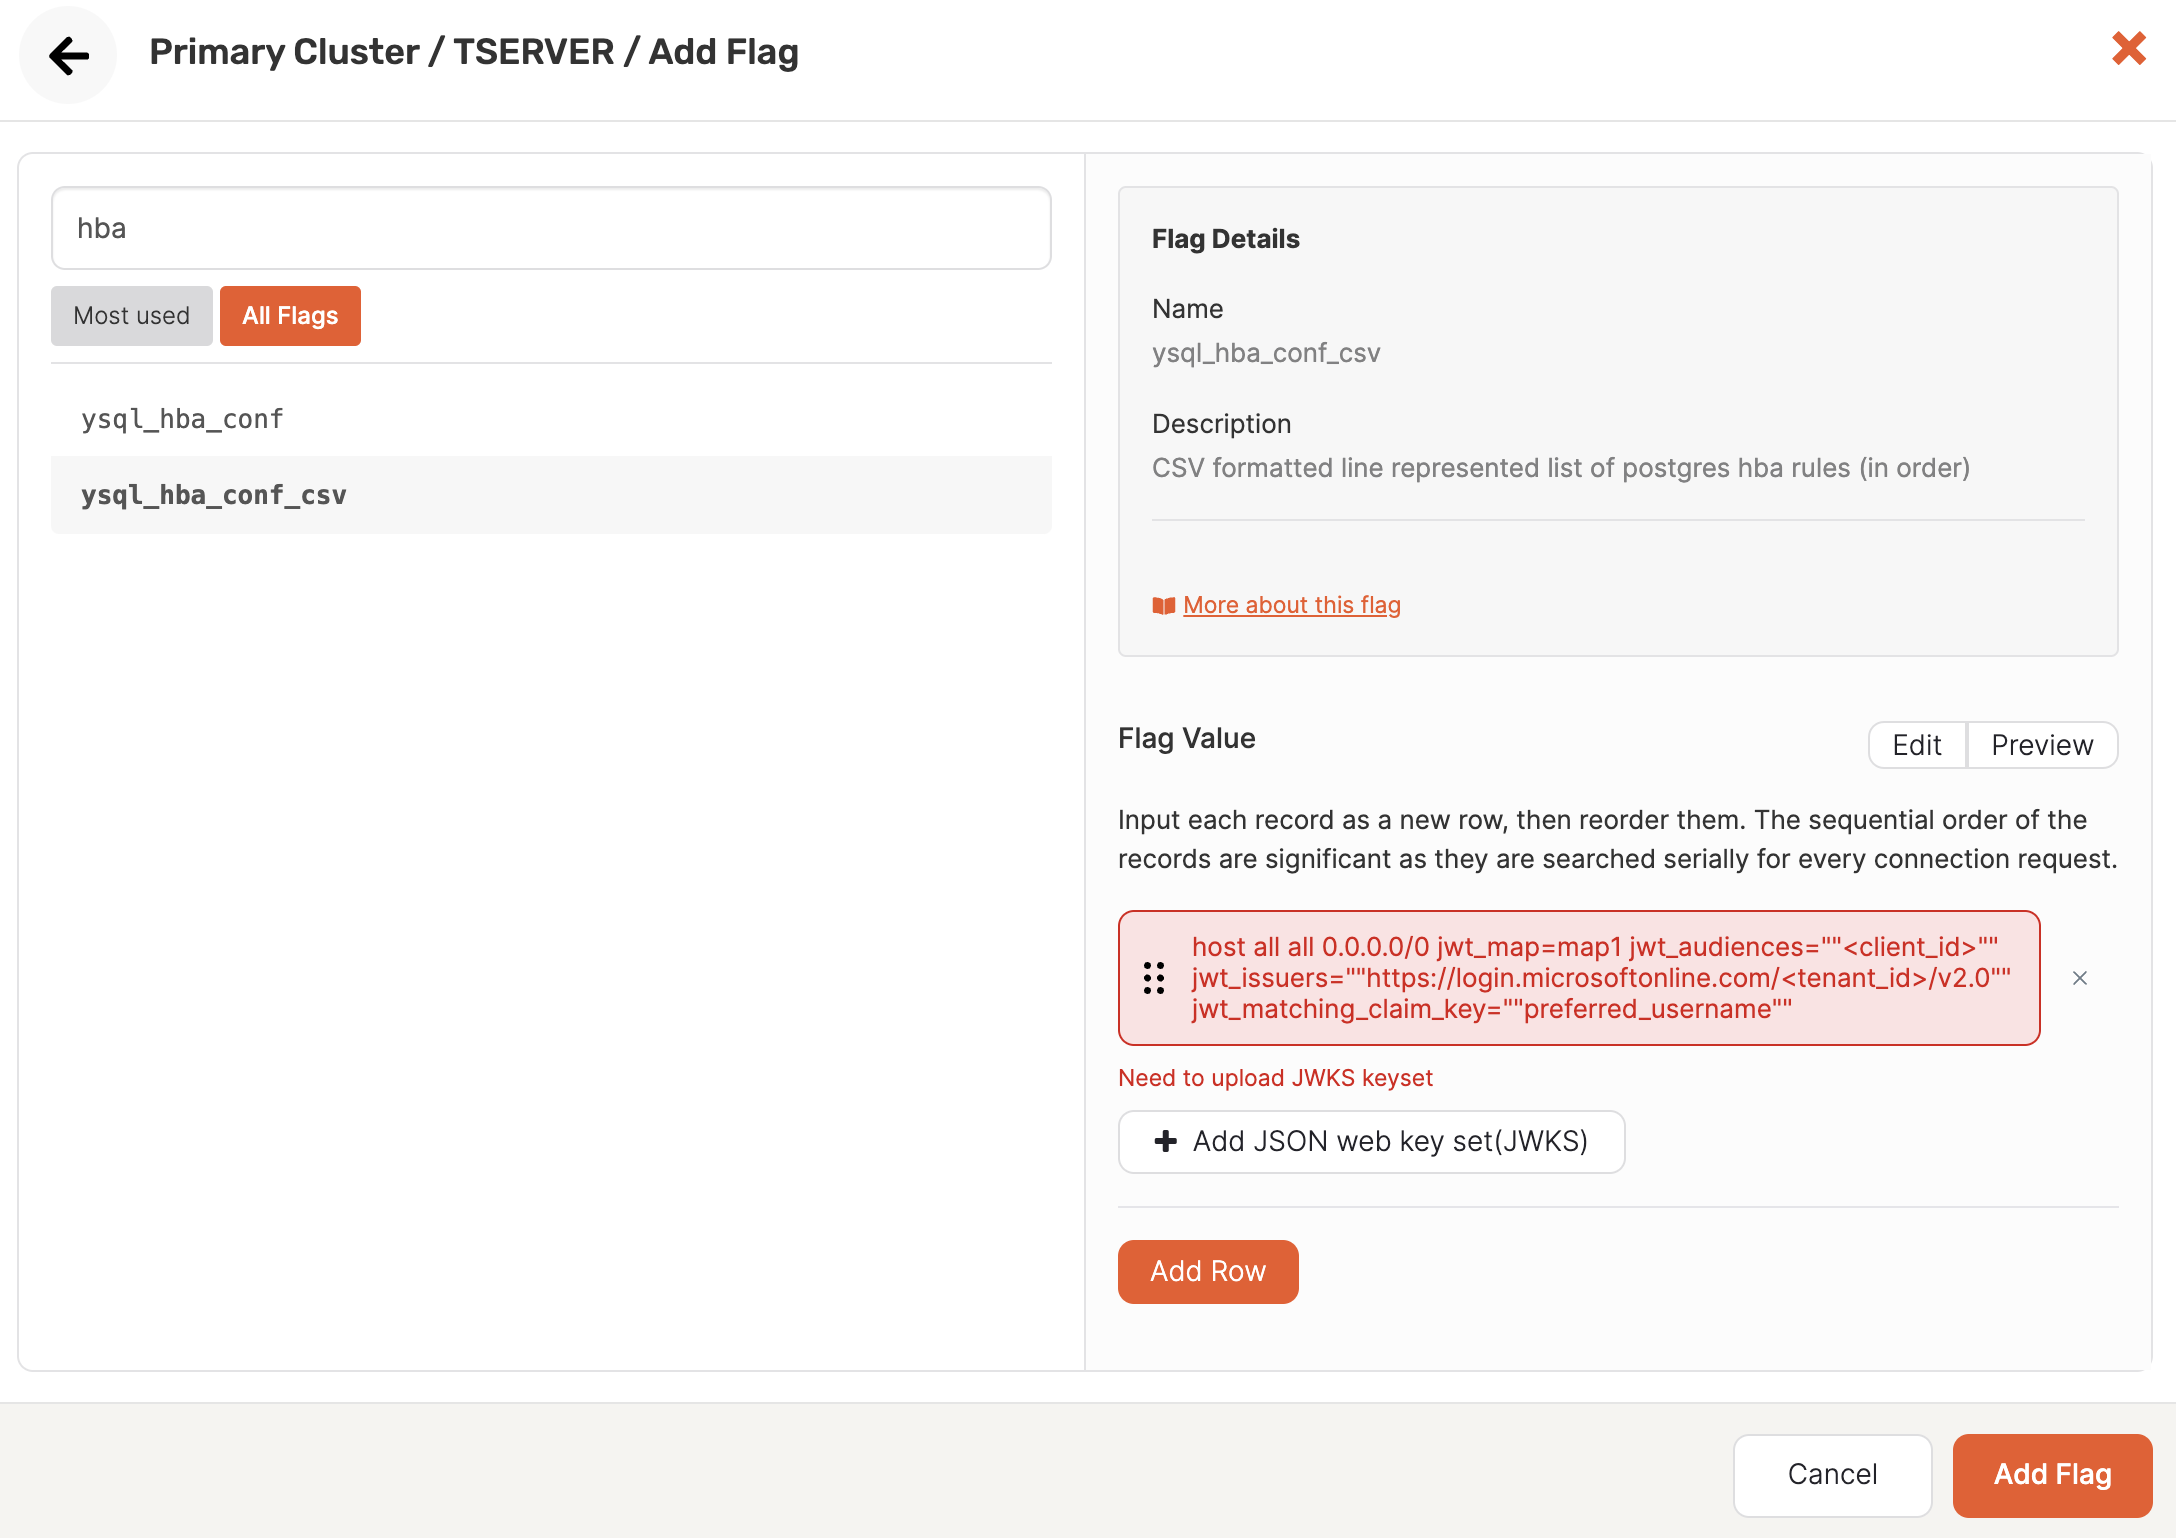 Primary Cluster / TSERVER / Add Flag
hba
Most used
All Flags
ysql_hba_conf
ysql_hba_conf_csv
Flag Details
Name
ysql_hba_conf_csv
Description
CSV formatted line represented list of postgres hba rules (in order)
More about this flag
Flag Value
Edit
Preview
Input each record as a new row, then reorder them. The sequential order of the
records are significant as they are searched serially for every connection request.
host all all 0.0.0.0/0 jwt_map=map1 jwt_audiences=""<client_id>""
jwt_issuers=""https://login.microsoftonline.com/<tenant_id>/v2.0""
jwt_matching_claim_key=""preferred_username""
Need to upload JWKS keyset
Add JSON web key set(JWKS)
Add Row
Cancel
Add Flag